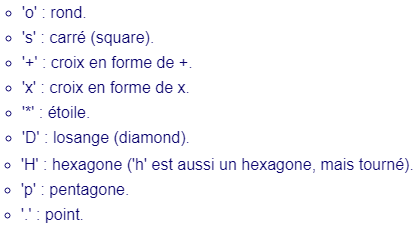 'o' : rond.
's' : carré (square).
'+' : croix en forme de +.
'x' : croix en forme de x.
'*' : étoile.
'D' : losange (diamond).
'H' : hexagone ('h' est aussi un hexagone, mais tourné).
'p' : pentagone.
'.' : point.